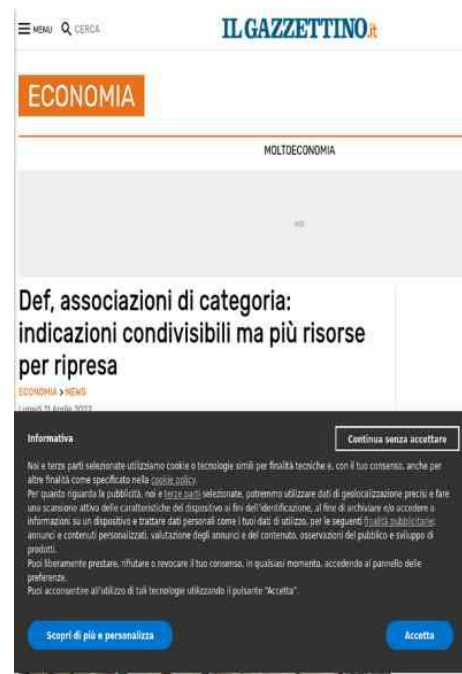 MENU CERCA IL GAZZETTINO.it
ECONOMIA
MOLTOECONOMIA
Def, associazioni di categoria:
indicazioni condivisibili ma più risorse
per ripresa
ECONOMIA > NEWS
Lunedì 11 Aprile 2022
Informativa
Continua senza accettare
Noi e terze parti selezionate utilizziamo cookie o tecnologie simili per finalità tecniche e, con il tuo consenso, anche per
altre finalità come specificato nella cookie policy.
Per quanto riguarda la pubblicità, noi e terze parti selezionate, potremmo utilizzare dati di geolocalizzazione precisi e fare
una scansione attiva delle caratteristiche del dispositivo ai fini dell'identificazione, al fine di archiviare e/o accedere a
informazioni su un dispositivo e trattare dati personali come i tuoi dati di utilizzo, per le seguenti finalità pubblicitarie:
annunci e contenuti personalizzati, valutazione degli annunci e del contenuto, osservazioni del pubblico e sviluppo di
prodotti.
Puoi liberamente prestare, rifiutare o revocare il tuo consenso, in qualsiasi momento, accedendo al pannello delle
preferenze.
Puoi acconsentire all'utilizzo di tali tecnologie utilizzando il pulsante "Accetta".
Scopri di più e personalizza
Accetta